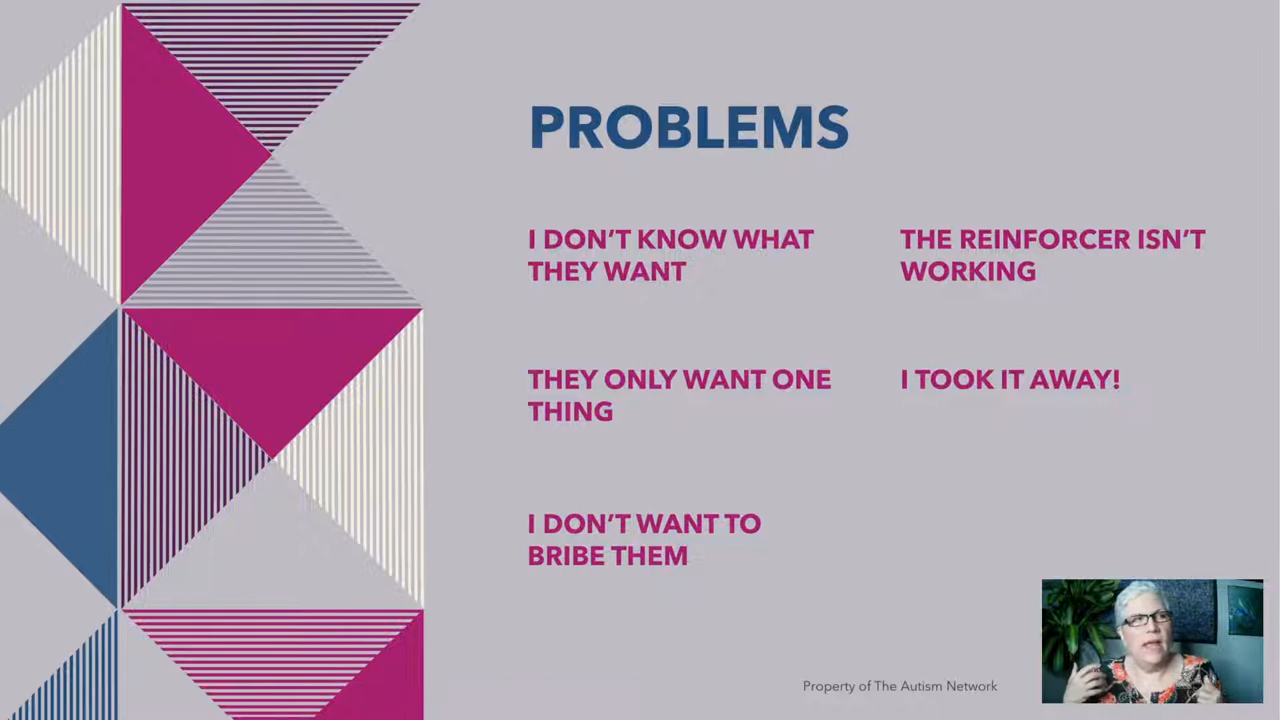 PROBLEMS
I DON'T KNOW WHAT
THEY WANT
THE REINFORCER ISN'T
WORKING
THEY ONLY WANT ONE
THING
I TOOK IT AWAY!
I DON'T WANT TO
BRIBE THEM
Property of The Autism Network